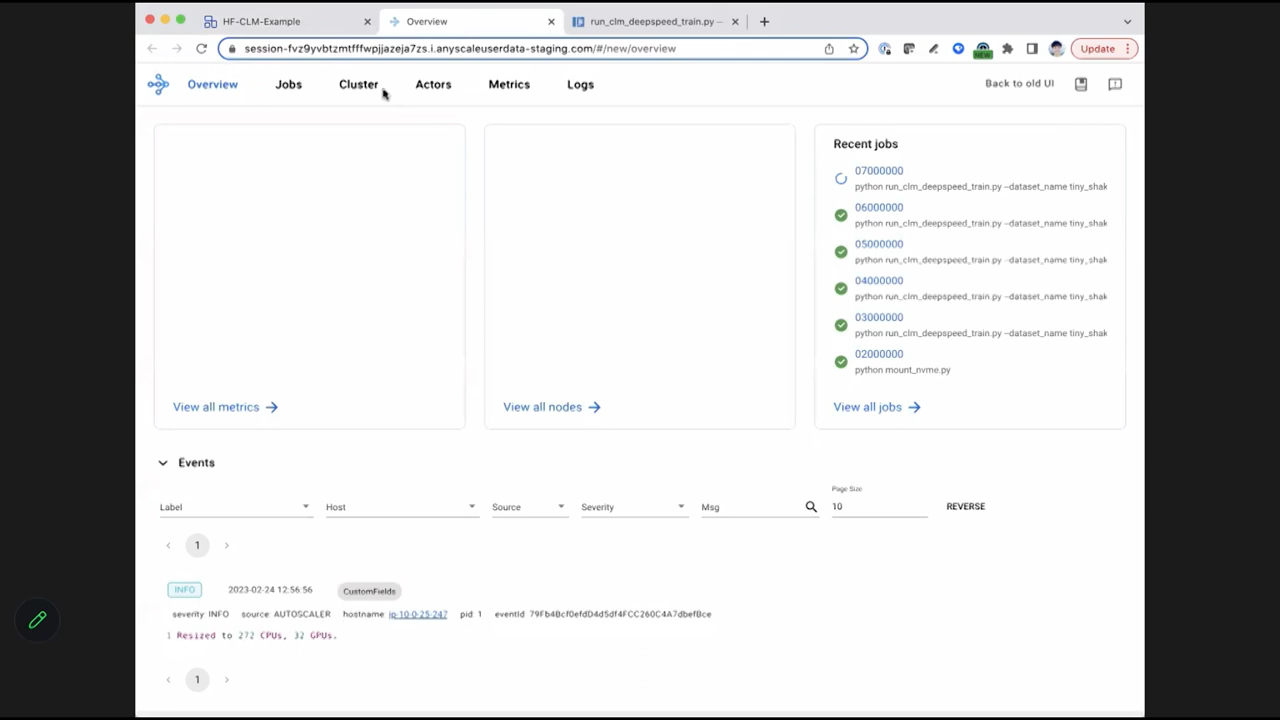 HF-CLM-Example
Overview
run_clm_deepspeed_train.py —
session-fvz9yvbtzmtfffwpjjazeja7zs.i.anyscaleuserdata-staging.com/#/new/overview
NEW
Update
Overview
Jobs
Cluster
Actors
Metrics
Logs
Back to old UI
View all metrics
View all nodes
Recent jobs
07000000
python run_clm_deepspeed_train.py --dataset_name tiny_shak
06000000
python run_clm_deepspeed_train.py --dataset_name tiny_shak
05000000
python run_clm_deepspeed_train.py --dataset_name tiny_shak
04000000
python run_clm_deepspeed_train.py --dataset_name tiny_shak
03000000
python run_clm_deepspeed_train.py --dataset_name tiny_shak
02000000
python mount_nvme.py
View all jobs
Events
Label
Host
Source
Severity
Msg
Page Size
10
REVERSE
1
INFO 2023-02-24 12:56:56 CustomFields
severity INFO source AUTOSCALER hostname ip-10-0-25-247 pid 1 eventId 79Fb4Bcf0efdD4d5df4FCC260C4A7dbefBce
1 Resized to 272 CPUs, 32 GPUs.
1